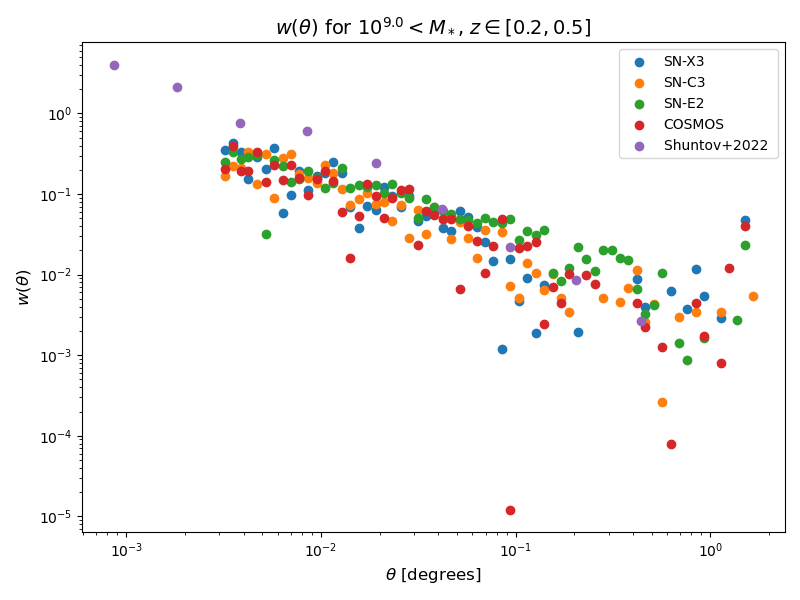 w(θ) for 10^9.0 < M_*, z ∈ [0.2, 0.5]
SN-X3
SN-C3
SN-E2
COSMOS
Shuntov+2022
w(θ)
10^0
10^−1
10^−2
10^−3
10^−4
10^−5
10^−3
10^−2
10^−1
10^0
θ [degrees]